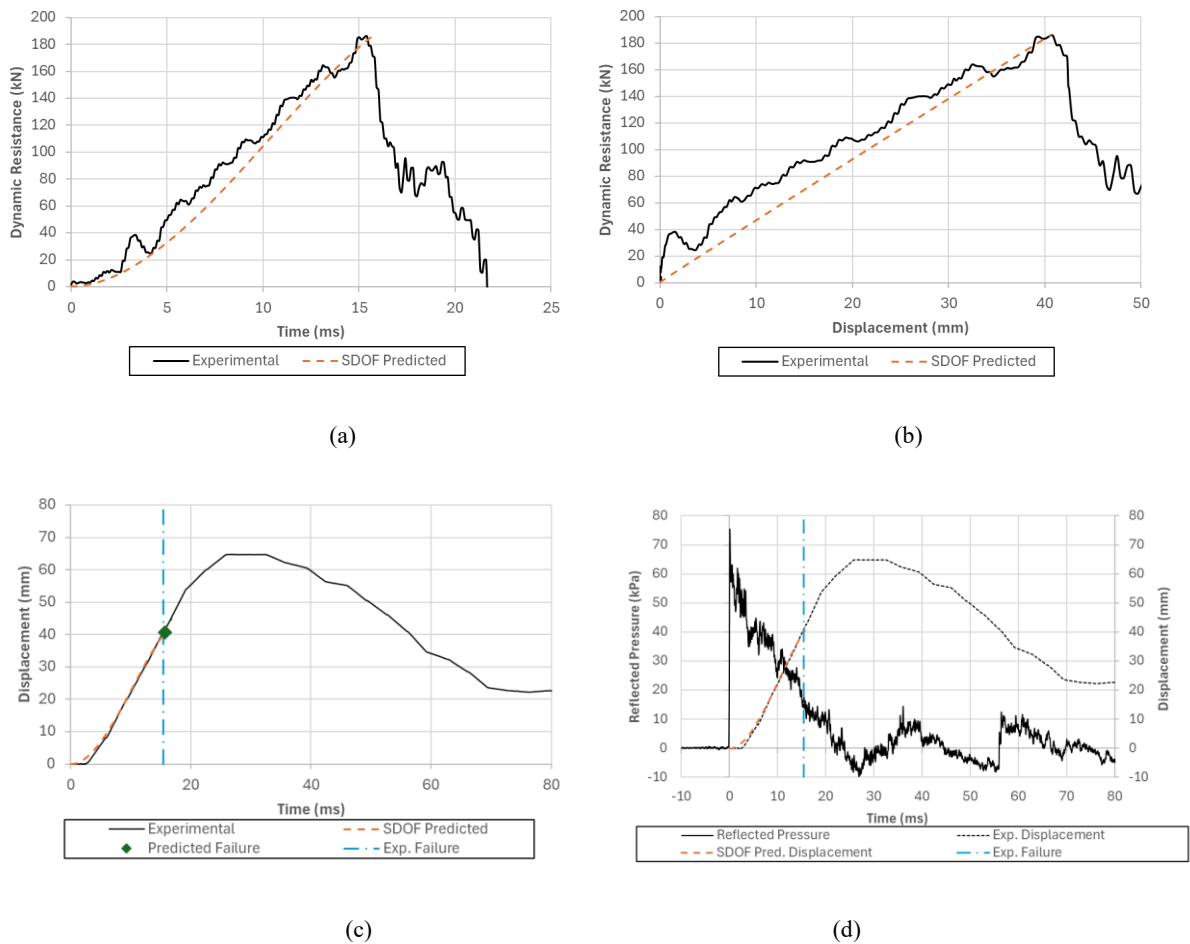 200
180
160
140
120
100
80
60
40
20
0
Dynamic Resistance (kN)
0 5 10 15 20 25
Time (ms)
Experimental SDOF Predicted
(a)
200
180
160
140
120
100
80
60
40
20
0
Dynamic Resistance (kN)
0 10 20 30 40 50
Displacement (mm)
Experimental SDOF Predicted
(b)
80
70
60
50
40
30
20
10
0
Displacement (mm)
0 20 40 60 80
Time (ms)
Experimental SDOF Predicted
Predicted Failure Exp. Failure
(c)
80
70
60
50
40
30
20
10
0
-10
Reflected Pressure (kPa)
80
70
60
50
40
30
20
10
0
-10
Displacement (mm)
-10 0 10 20 30 40 50 60 70 80
Time (ms)
Reflected Pressure Exp. Displacement
SDOF Pred. Displacement Exp. Failure
(d)